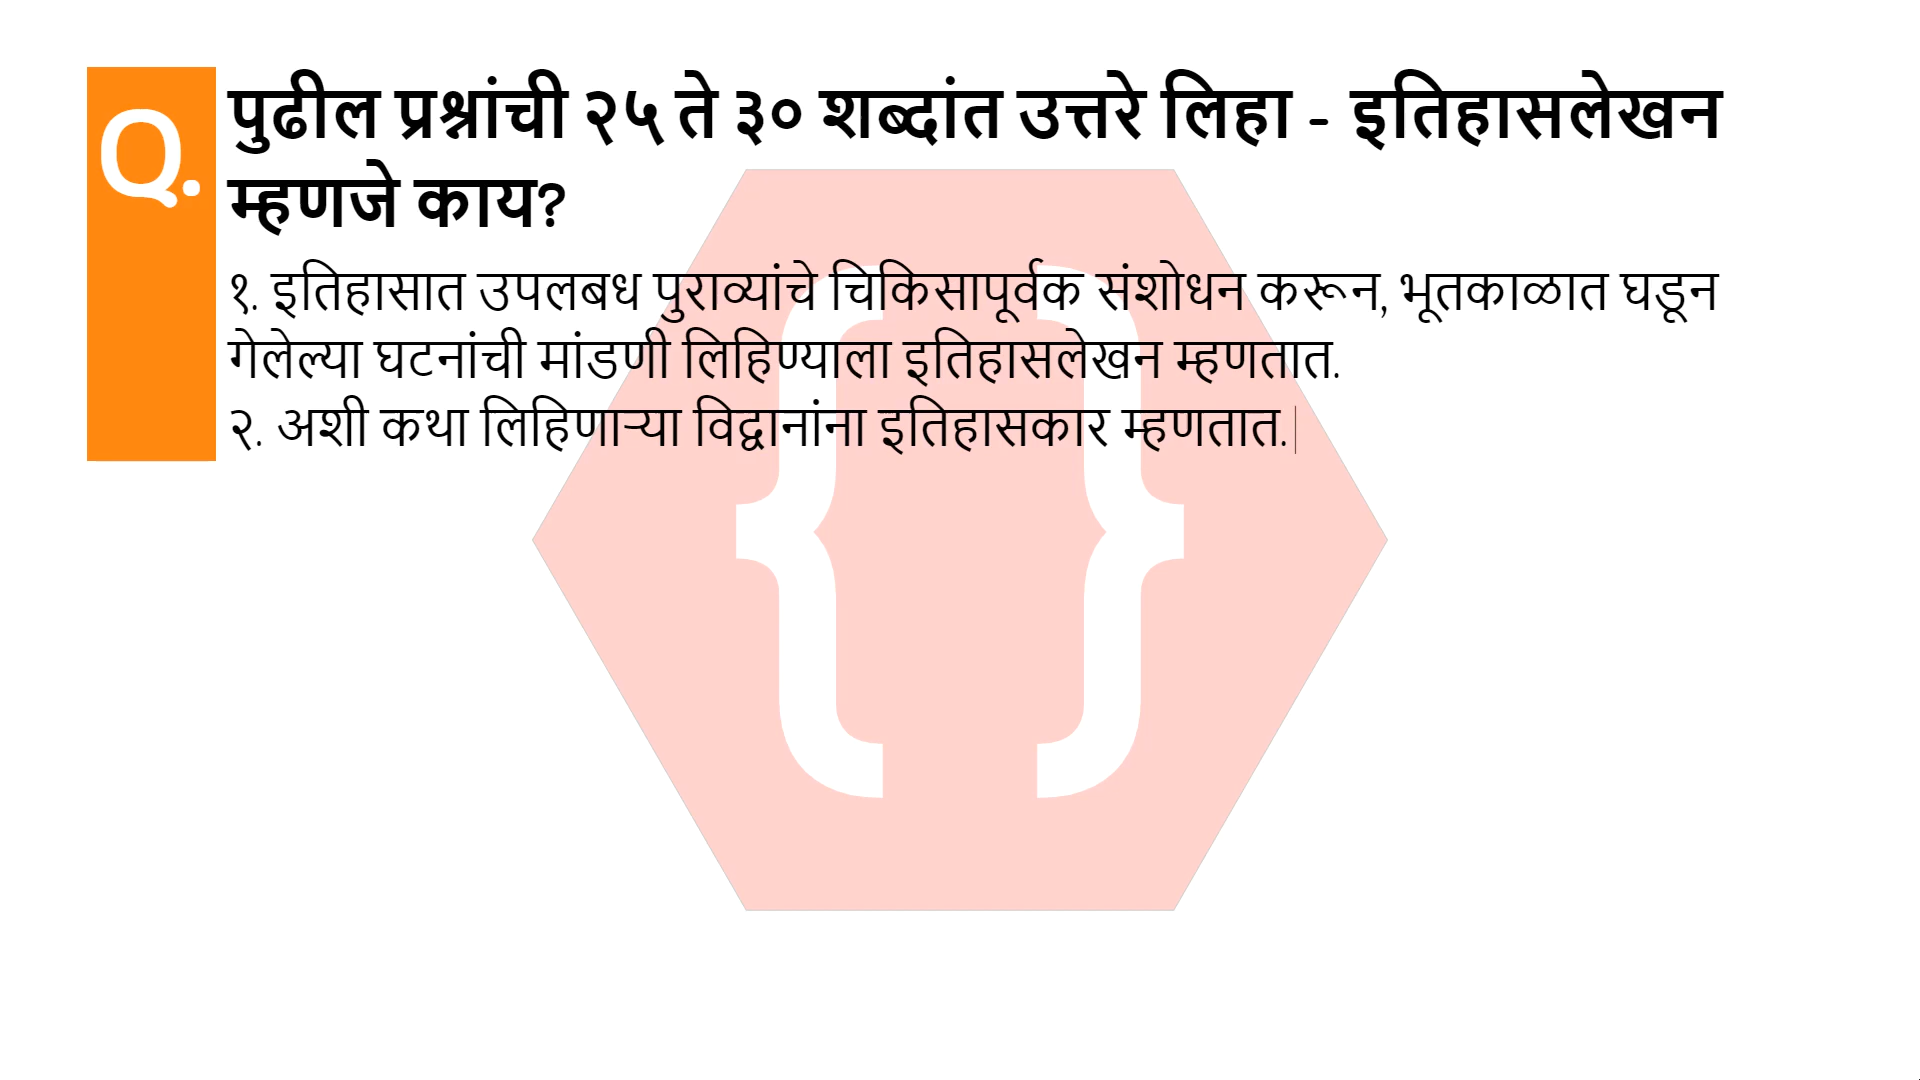 Q.
पुढील प्रश्नांची २५ ते ३० शब्दांत उत्तरे लिहा - इतिहासलेखन
म्हणजे काय?
१. इतिहासात उपलबध पुराव्यांचे चिकिसापूर्वक संशोधन करून, भूतकाळात घडून
गेलेल्या घटनांची मांडणी लिहिण्याला इतिहासलेखन म्हणतात.
२. अशी कथा लिहिणाऱ्या विद्वानांना इतिहासकार म्हणतात.